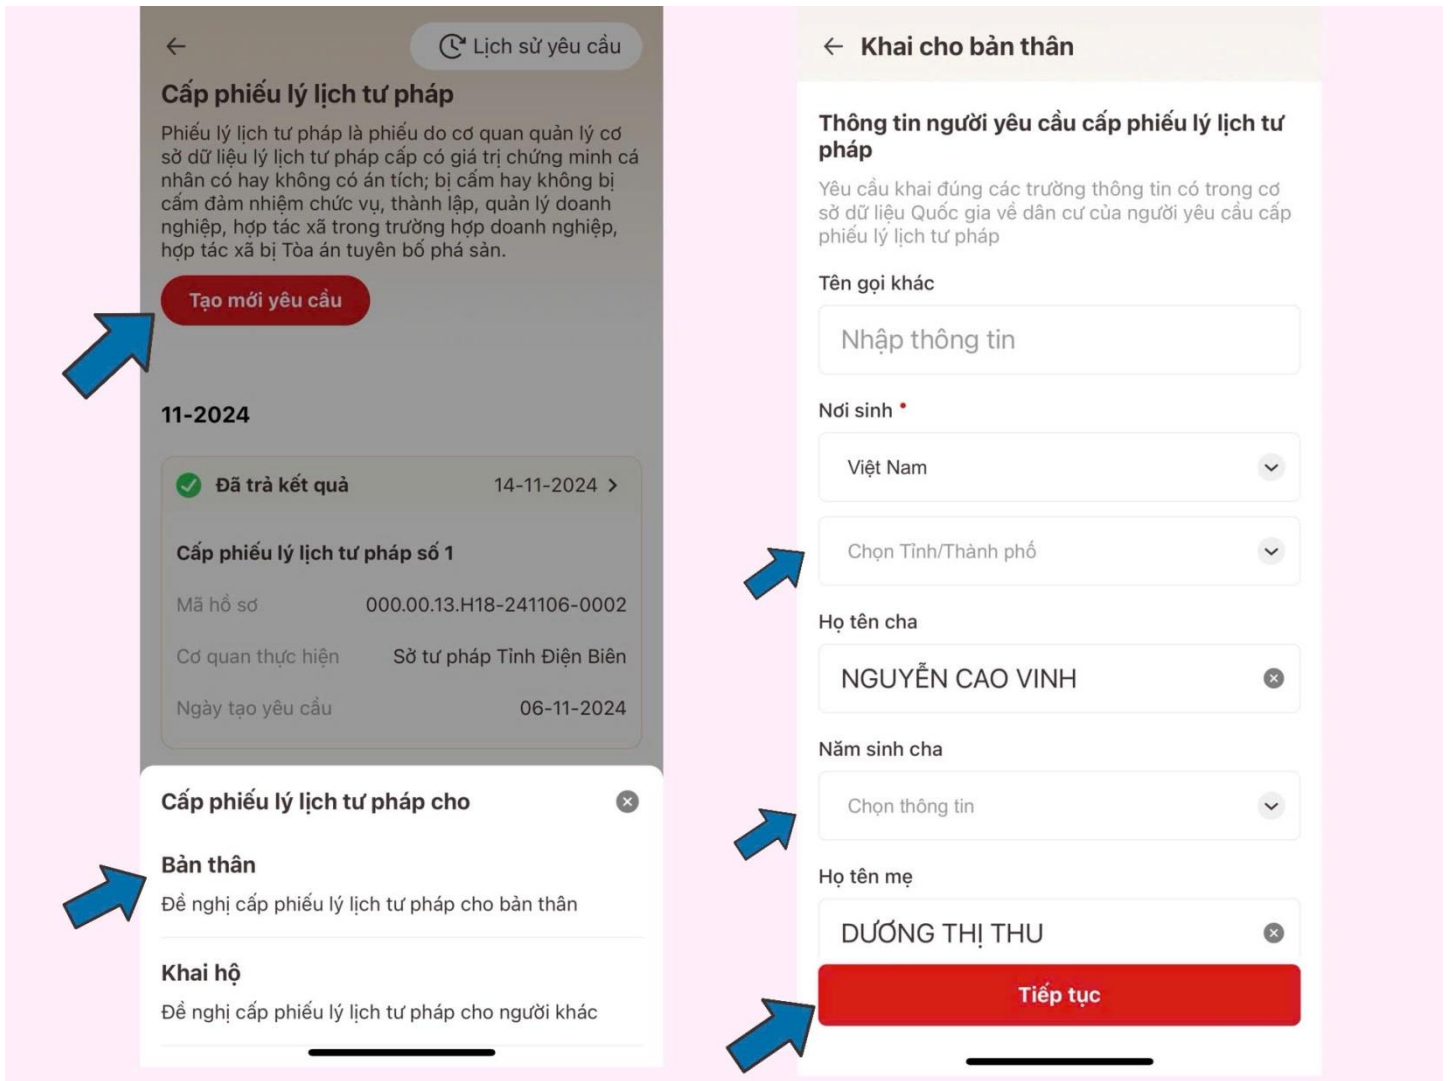 Lịch sử yêu cầu
Cấp phiếu lý lịch tư pháp
Phiếu lý lịch tư pháp là phiếu do cơ quan quản lý cơ
sở dữ liệu lý lịch tư pháp cấp có giá trị chứng minh cá
nhân có hay không có án tích; bị cấm hay không bị
cấm đảm nhiệm chức vụ, thành lập, quản lý doanh
nghiệp, hợp tác xã trong trường hợp doanh nghiệp,
hợp tác xã bị Tòa án tuyên bố phá sản.
Tạo mới yêu cầu
11-2024
Đã trả kết quả 14-11-2024
Cấp phiếu lý lịch tư pháp số 1
Mã hồ sơ 000.00.13.H18-241106-0002
Cơ quan thực hiện Sở tư pháp Tỉnh Điện Biên
Ngày tạo yêu cầu 06-11-2024
Cấp phiếu lý lịch tư pháp cho
Bản thân
Đề nghị cấp phiếu lý lịch tư pháp cho bản thân
Khai hộ
Đề nghị cấp phiếu lý lịch tư pháp cho người khác
Khai cho bản thân
Thông tin người yêu cầu cấp phiếu lý lịch tư
pháp
Yêu cầu khai đúng các trường thông tin có trong cơ
sở dữ liệu Quốc gia về dân cư của người yêu cầu cấp
phiếu lý lịch tư pháp
Tên gọi khác
Nhập thông tin
Nơi sinh •
Việt Nam
Chọn Tỉnh/Thành phố
Họ tên cha
NGUYỄN CAO VINH
Năm sinh cha
Chọn thông tin
Họ tên mẹ
DƯƠNG THỊ THU
Tiếp tục